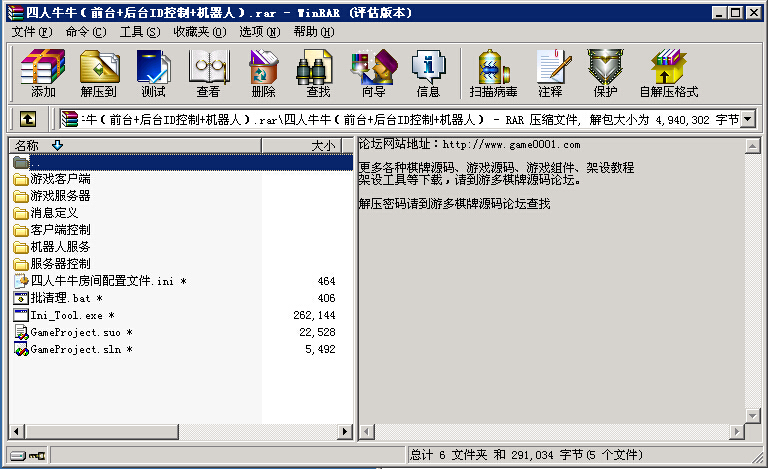 四人牛牛(前台+后台ID控制+机器人).rar - WinRAR (评估版本)
文件(F) 命令(C) 工具(S) 收藏夹(O) 选项(N) 帮助(H)
添加 解压到 测试 查看 删除 查找 向导 信息 扫描病毒 注释 保护 自解压格式
牛(前台+后台ID控制+机器人).rar\四人牛牛(前台+后台ID控制+机器人) - RAR 压缩文件, 解包大小为 4,940,302 字节
名称 大小
..
游戏客户端
游戏服务器
消息定义
客户端控制
机器人服务
服务器控制
四人牛牛房间配置文件.ini * 464
批清理.bat * 406
Ini_Tool.exe * 262,144
GameProject.suo * 22,528
GameProject.sln * 5,492
论坛网站地址：http://www.game0001.com
更多各种棋牌源码、游戏源码、游戏组件、架设教程
架设工具等下载，请到游多棋牌源码论坛。
解压密码请到游多棋牌源码论坛查找
总计 6 文件夹 和 291,034 字节(5 个文件)